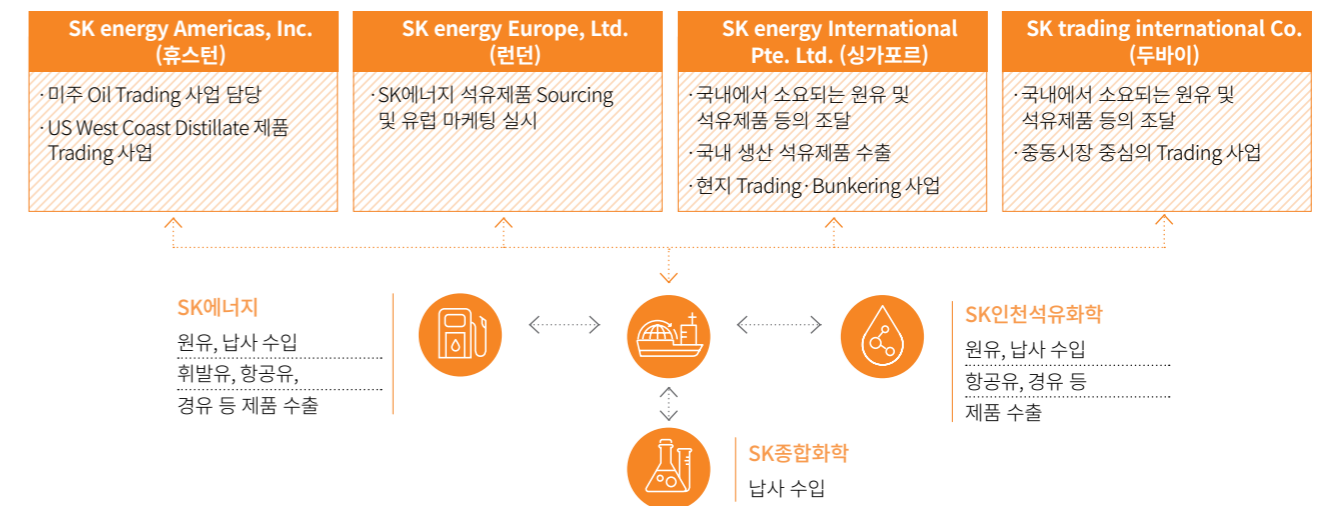 SK energy Americas, Inc.
(휴스턴)
·미주 Oil Trading 사업 담당
·US West Coast Distillate 제품
Trading 사업
SK energy Europe, Ltd.
(런던)
·SK에너지 석유제품 Sourcing
및 유럽 마케팅 실시
SK energy International
Pte. Ltd. (싱가포르)
·국내에서 소요되는 원유 및
석유제품 등의 조달
·국내 생산 석유제품 수출
·현지 Trading·Bunkering 사업
SK trading international Co.
(두바이)
·국내에서 소요되는 원유 및
석유제품 등의 조달
·중동시장 중심의 Trading 사업
SK에너지
원유, 납사 수입
휘발유, 항공유,
경유 등 제품 수출
SK인천석유화학
원유, 납사 수입
항공유, 경유 등
제품 수출
SK종합화학
납사 수입